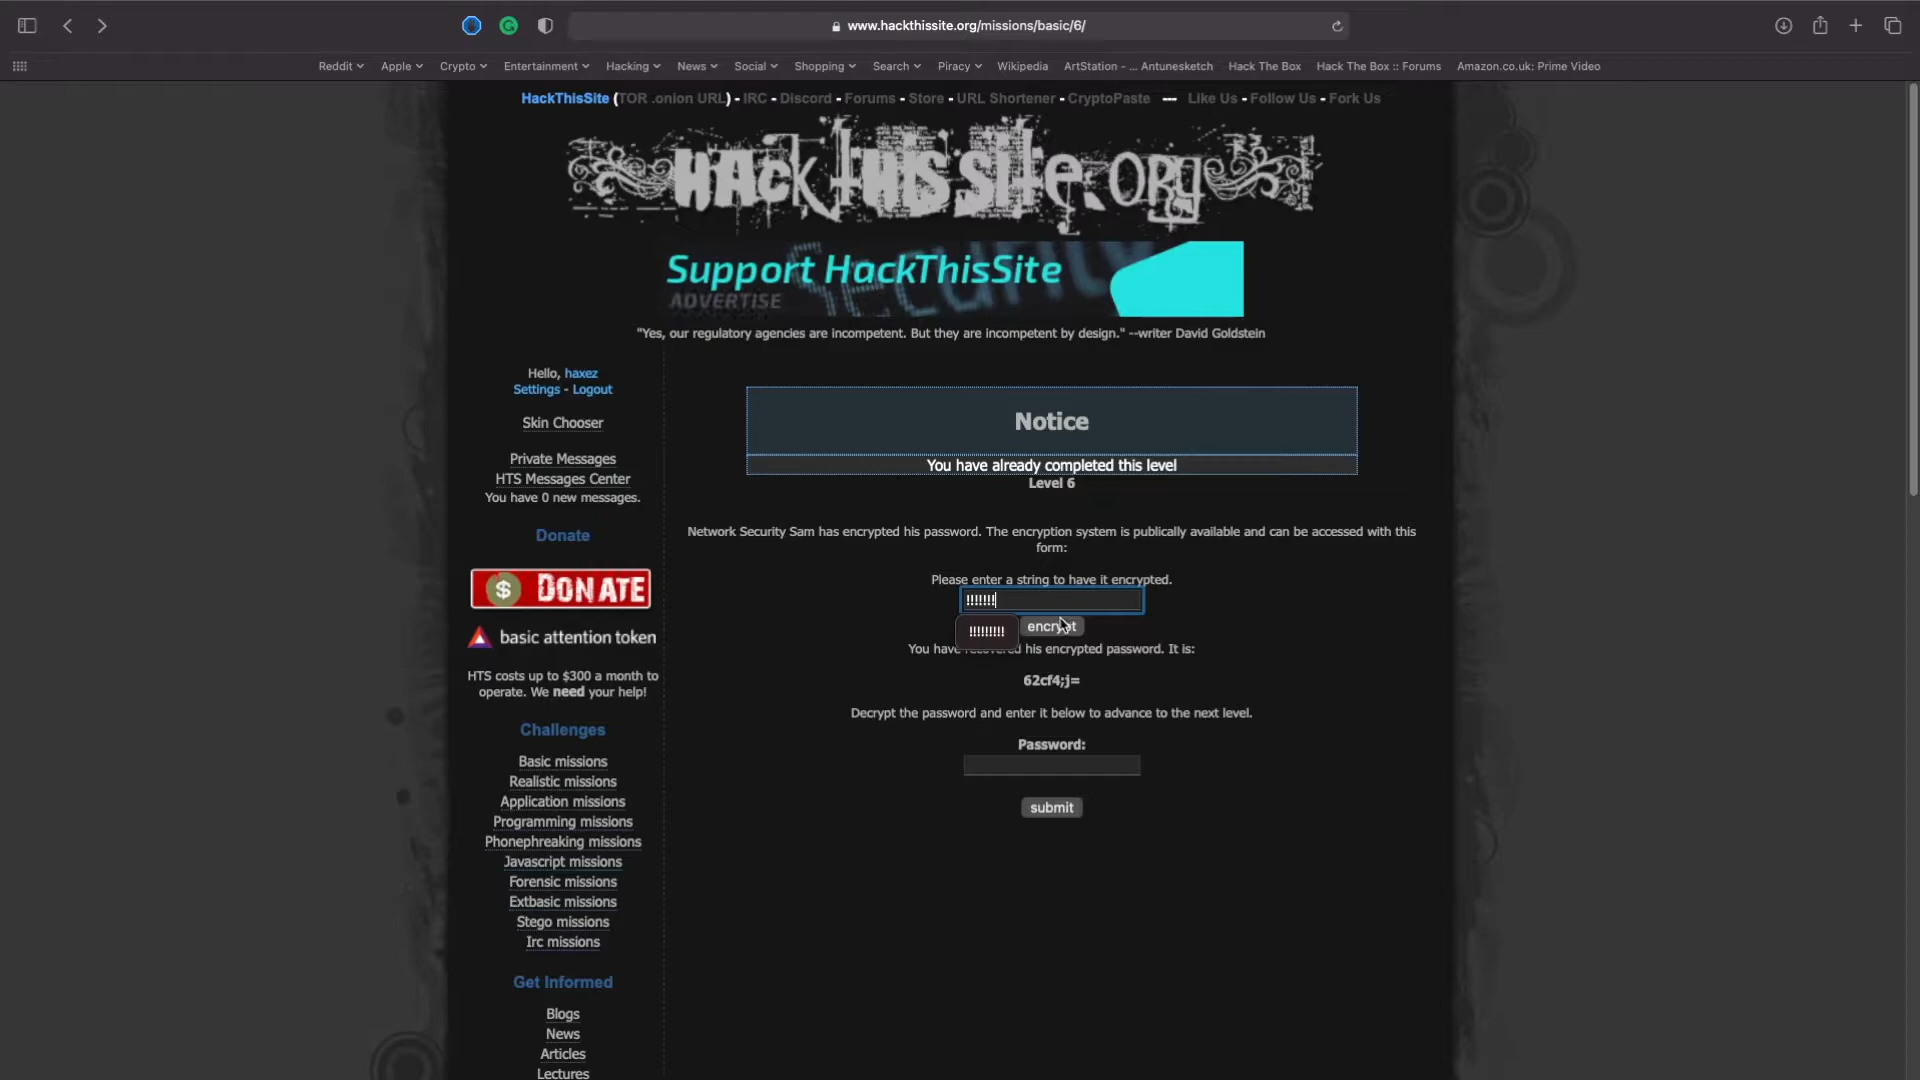 www.hackthissite.org/missions/basic/6/
Reddit Apple Crypto Entertainment Hacking News Social Shopping Search Piracy Wikipedia ArtStation - ... Antunesketch Hack The Box Hack The Box :: Forums Amazon.co.uk: Prime Video
HackThisSite (TOR .onion URL) - IRC - Discord - Forums - Store - URL Shortener - CryptoPaste --- Like Us - Follow Us - Fork Us
HACK THIS SITE.ORG
Support HackThisSite
ADVERTISE
"Yes, our regulatory agencies are incompetent. But they are incompetent by design." --writer David Goldstein
Hello, haxez
Settings - Logout
Skin Chooser
Private Messages
HTS Messages Center
You have 0 new messages.
Donate
$ DONATE
basic attention token
HTS costs up to $300 a month to
operate. We need your help!
Challenges
Basic missions
Realistic missions
Application missions
Programming missions
Phonephreaking missions
Javascript missions
Forensic missions
Extbasic missions
Stego missions
Irc missions
Get Informed
Blogs
News
Articles
Lectures
Notice
You have already completed this level
Level 6
Network Security Sam has encrypted his password. The encryption system is publically available and can be accessed with this
form:
Please enter a string to have it encrypted.
!!!!!!!
!!!!!!!!!
encrypt
You have recovered his encrypted password. It is:
62cf4;j=
Decrypt the password and enter it below to advance to the next level.
Password:
submit